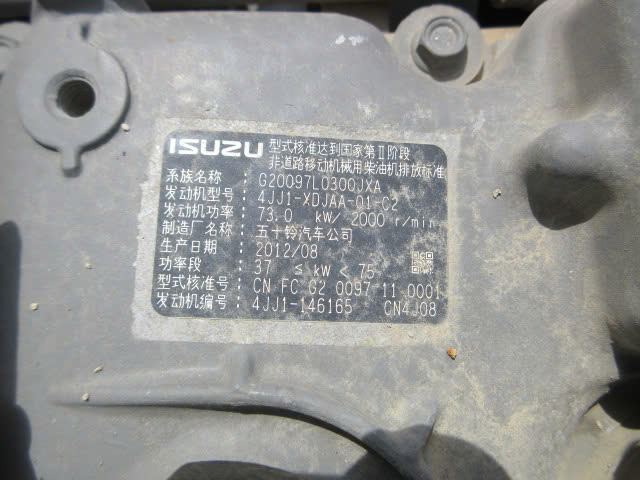 ISUZU 型式核准达到国家第Ⅱ阶段
非道路移动机械用柴油机排放标准
系族名称 : G20097L0300JXA
发动机型号 : 4JJ1-XDJAA-01-C2
发动机功率 : 73.0 kW/ 2000 r/min
制造厂名称 : 五十铃汽车公司
生产日期 : 2012/08
功率段 : 37 ≤ kW < 75
型式核准号 : CN FC G2 0097 11 0001
发动机编号 : 4JJ1-146165 CN4J08